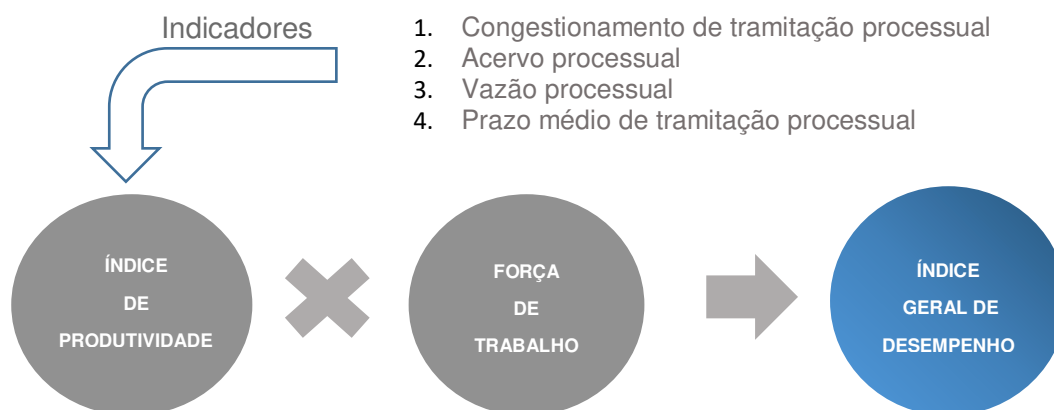 Indicadores
1. Congestionamento de tramitação processual
2. Acervo processual
3. Vazão processual
4. Prazo médio de tramitação processual
ÍNDICE
DE
PRODUTIVIDADE
FORÇA
DE
TRABALHO
ÍNDICE
GERAL DE
DESEMPENHO